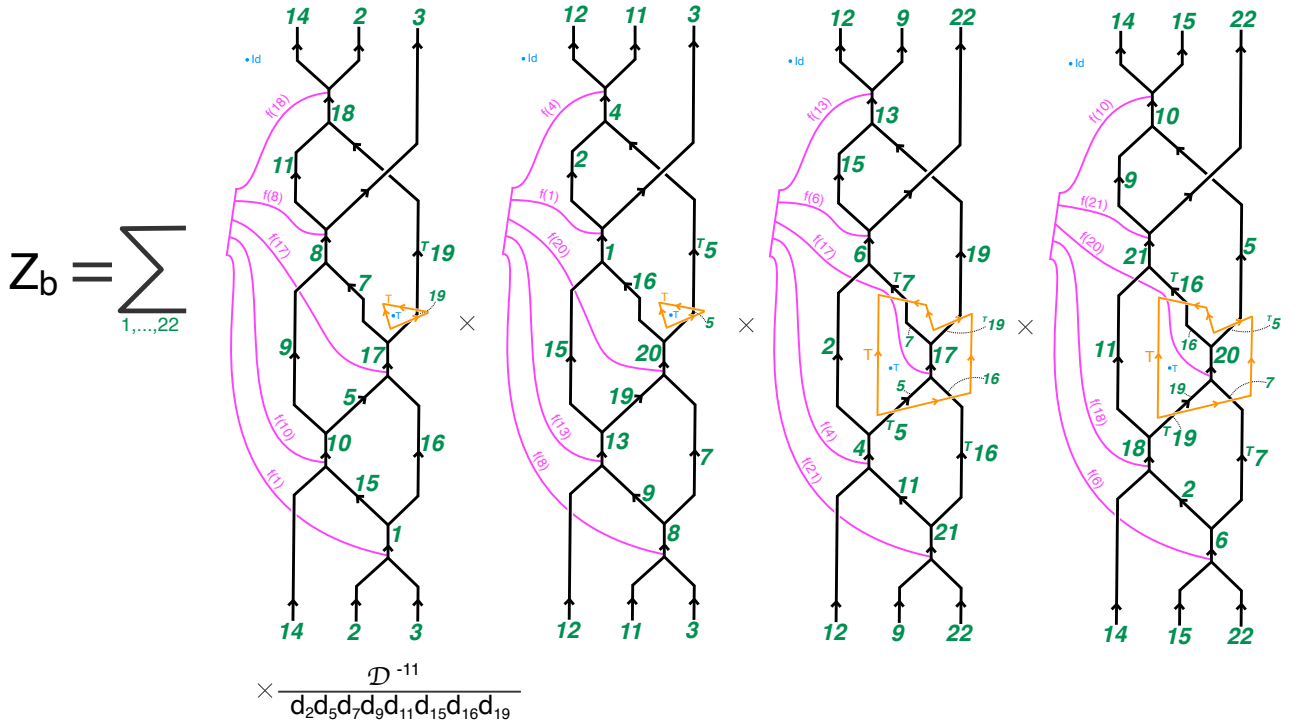 14 2 3 12 11 3 12 9 22 14 15 22
•Id •Id •Id •Id
f(18) f(4) f(13) f(10)
18 4 13 10
11 2 15 9
f(8) f(1) f(6) f(21)
f(17) f(20) f(17) f(20)
8 ᵀ19 1 ᵀ5 6 19 21 5
7 16 ᵀ7 ᵀ16
Z_b = ∑ T •T 19 × T •T 5 × 7 ᵀ19 × 16 ᵀ5
1,...,22
9 17 15 20 2 T •T 17 11 T •T 20
5 19 5 16 19 7
ᵀ5 ᵀ19
f(10) f(13) f(4) f(18)
10 16 13 7 4 ᵀ16 18 ᵀ7
f(1) f(8) f(21) f(6)
15 9 11 2
1 8 21 6
14 2 3 12 11 3 12 9 22 14 15 22
× 𝒟 ⁻¹¹
d₂d₅d₇d₉d₁₁d₁₅d₁₆d₁₉